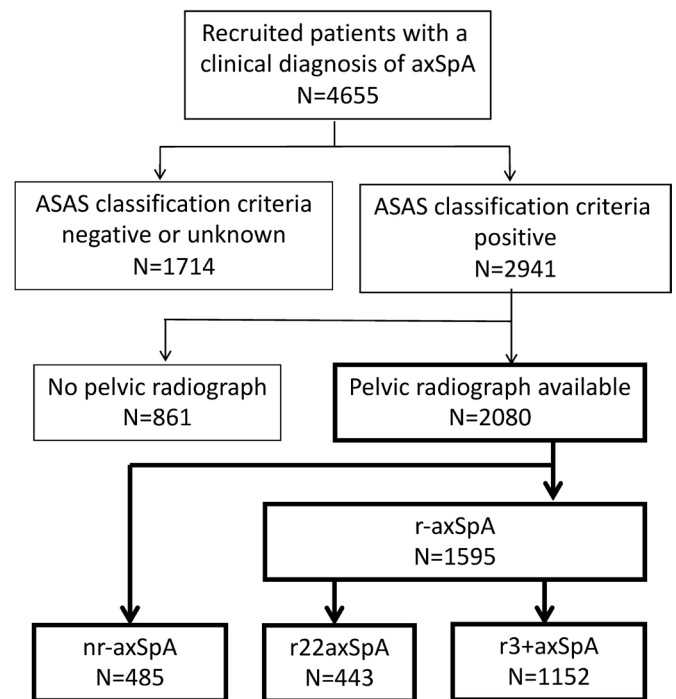 Recruited patients with a
clinical diagnosis of axSpA
N=4655
ASAS classification criteria
negative or unknown
N=1714
ASAS classification criteria
positive
N=2941
No pelvic radiograph
N=861
Pelvic radiograph available
N=2080
r-axSpA
N=1595
nr-axSpA
N=485
r22axSpA
N=443
r3+axSpA
N=1152